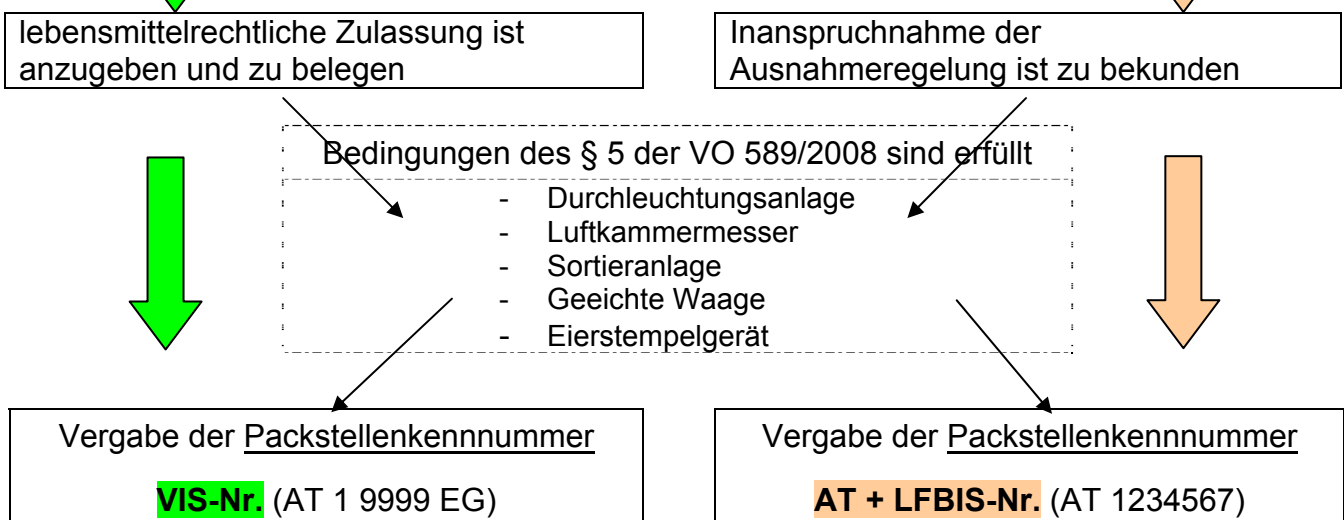 lebensmittelrechtliche Zulassung ist
anzugeben und zu belegen
Inanspruchnahme der
Ausnahmeregelung ist zu bekunden
Bedingungen des § 5 der VO 589/2008 sind erfüllt
- Durchleuchtungsanlage
- Luftkammermesser
- Sortieranlage
- Geeichte Waage
- Eierstempelgerät
Vergabe der Packstellenkennnummer
VIS-Nr. (AT 1 9999 EG)
Vergabe der Packstellenkennnummer
AT + LFBIS-Nr. (AT 1234567)